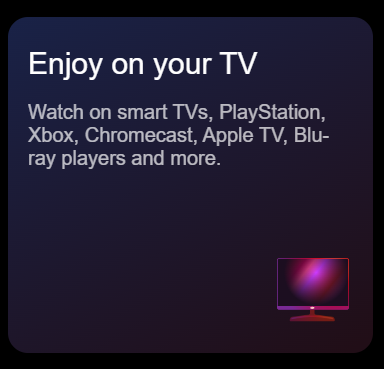 Enjoy on your TV
Watch on smart TVs, PlayStation,
Xbox, Chromecast, Apple TV, Blu-
ray players and more.